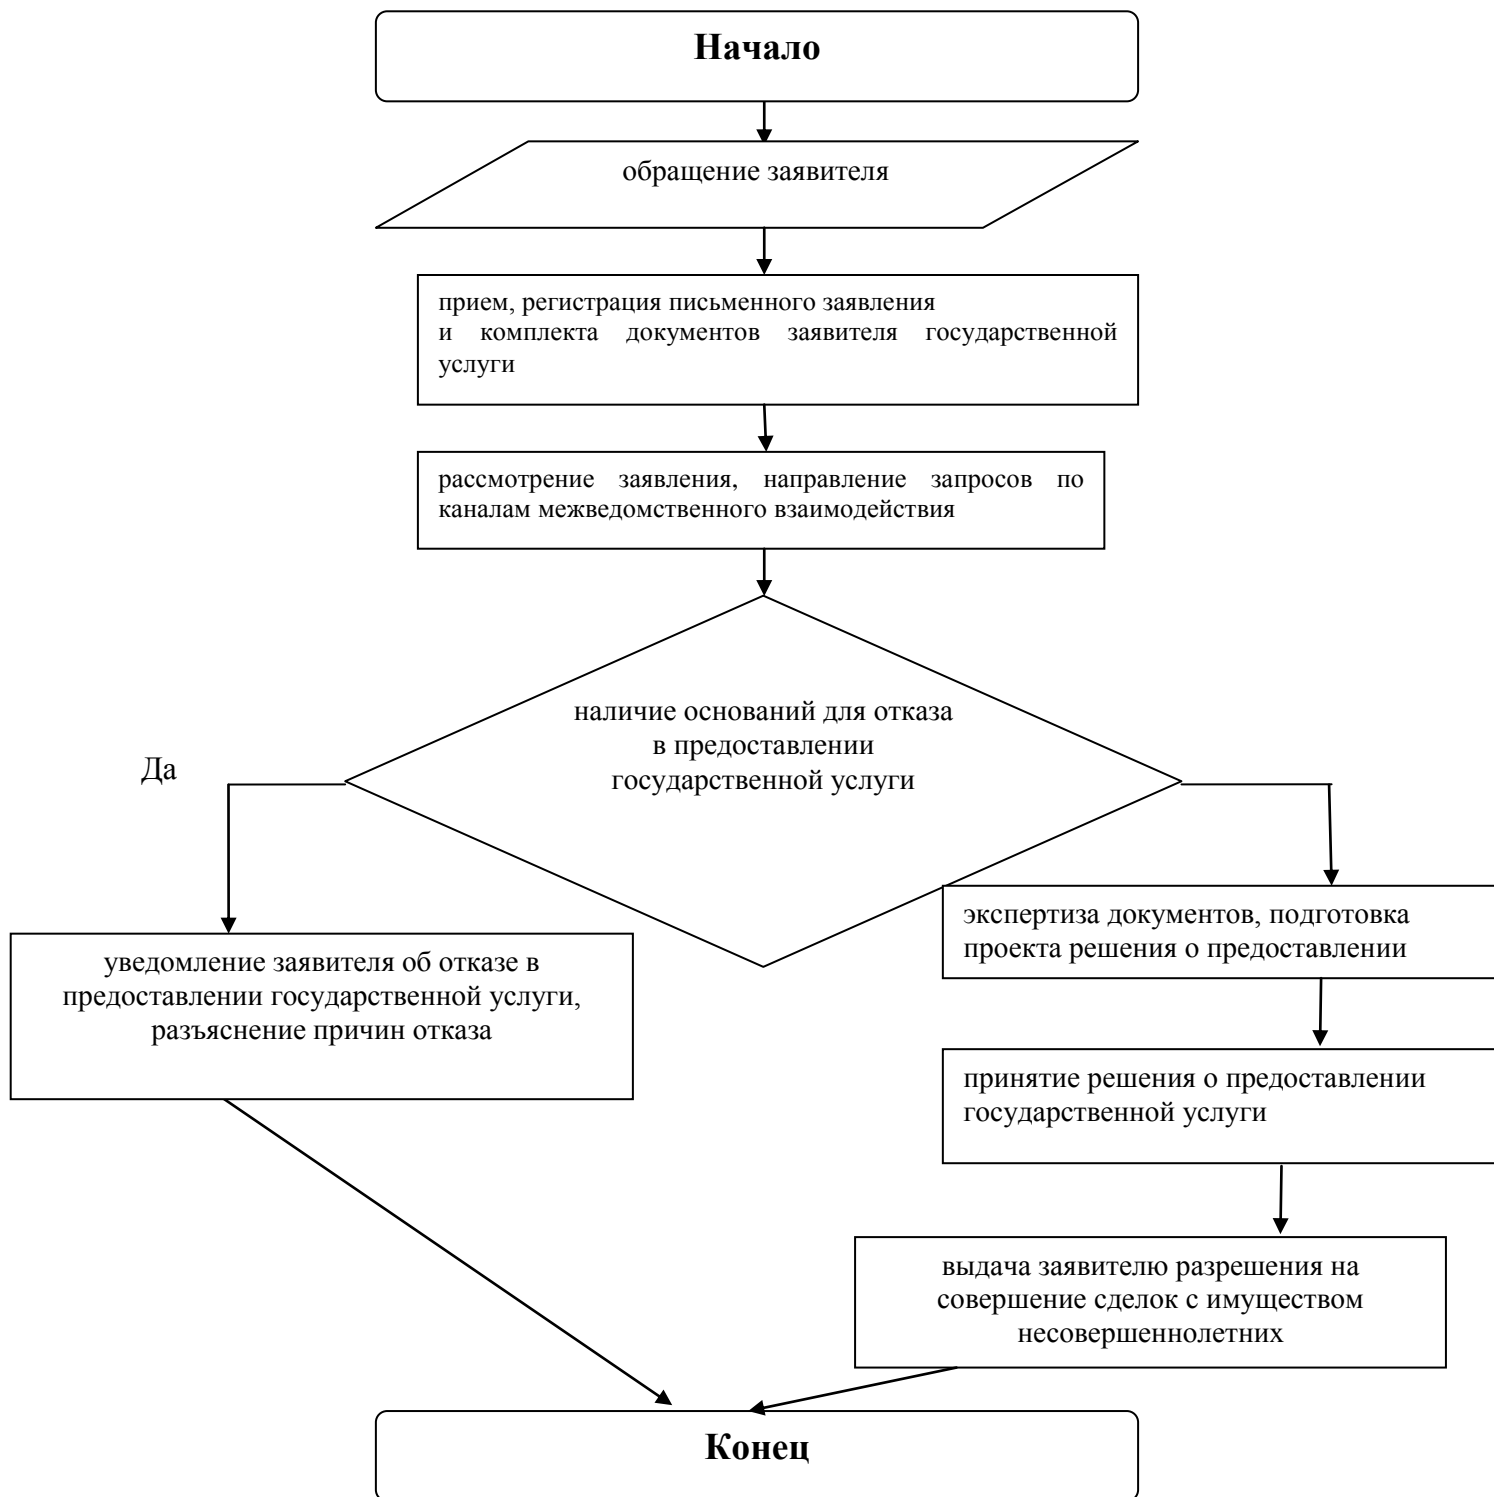 Начало
обращение заявителя
прием, регистрация письменного заявления
и комплекта документов заявителя государственной
услуги
рассмотрение заявления, направление запросов по
каналам межведомственного взаимодействия
наличие оснований для отказа
в предоставлении
государственной услуги
Да
уведомление заявителя об отказе в
предоставлении государственной услуги,
разъяснение причин отказа
экспертиза документов, подготовка
проекта решения о предоставлении
принятие решения о предоставлении
государственной услуги
выдача заявителю разрешения на
совершение сделок с имуществом
несовершеннолетних
Конец